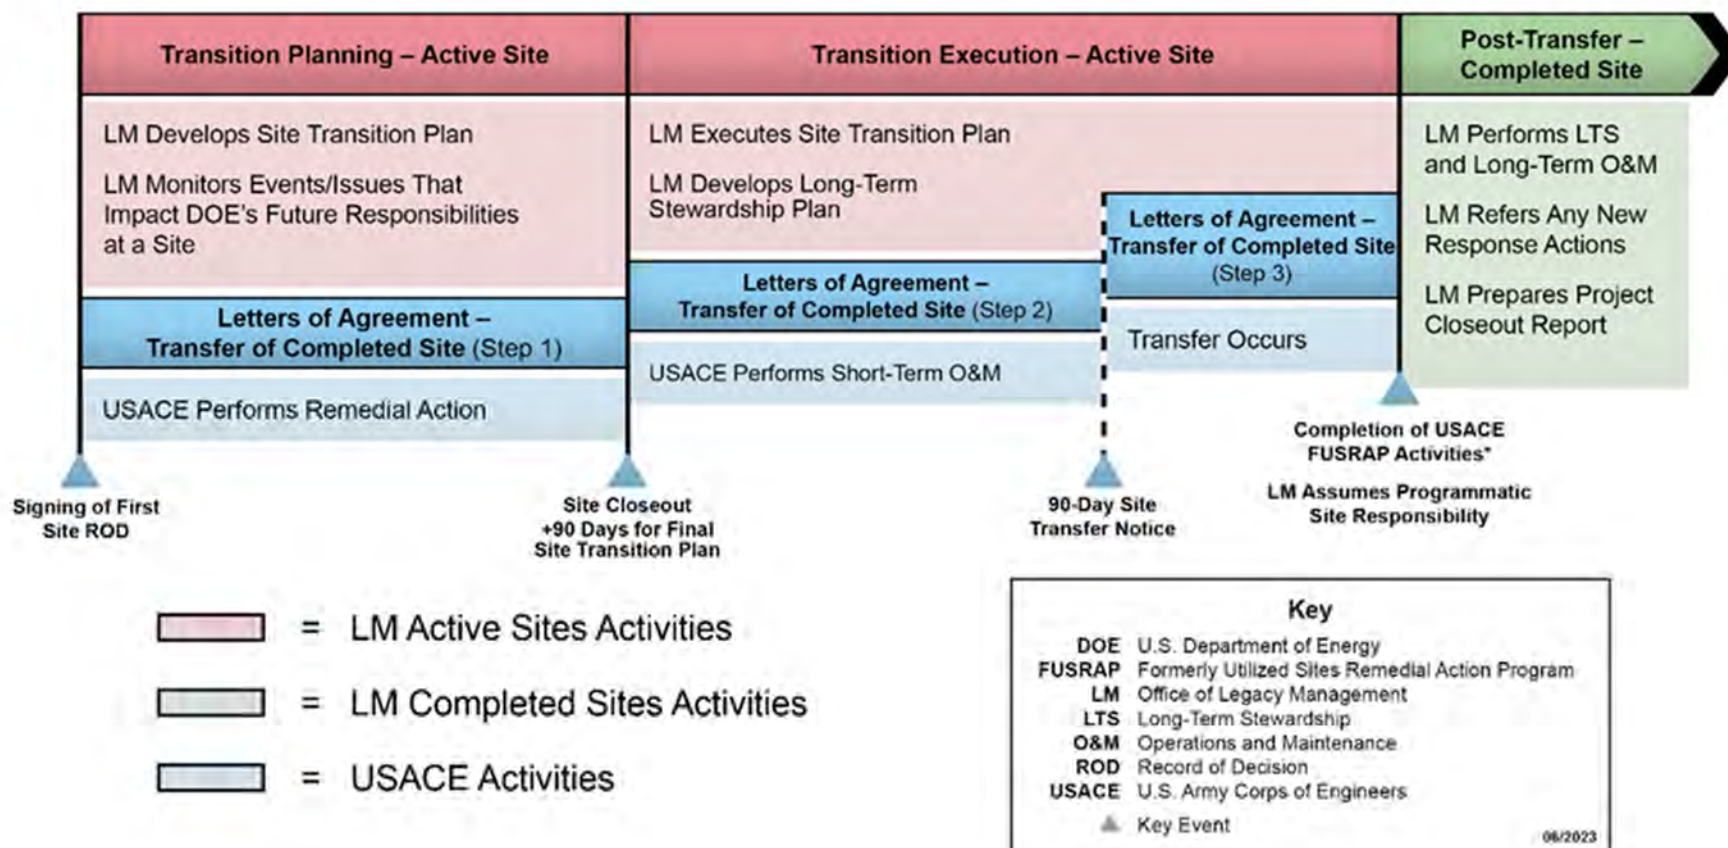 Transition Planning – Active Site
Transition Execution – Active Site
Post-Transfer –
Completed Site
LM Develops Site Transition Plan
LM Monitors Events/Issues That
Impact DOE's Future Responsibilities
at a Site
Letters of Agreement –
Transfer of Completed Site (Step 1)
USACE Performs Remedial Action
LM Executes Site Transition Plan
LM Develops Long-Term
Stewardship Plan
Letters of Agreement –
Transfer of Completed Site (Step 2)
USACE Performs Short-Term O&M
Letters of Agreement –
Transfer of Completed Site
(Step 3)
Transfer Occurs
LM Performs LTS
and Long-Term O&M
LM Refers Any New
Response Actions
LM Prepares Project
Closeout Report
Signing of First
Site ROD
Site Closeout
+90 Days for Final
Site Transition Plan
90-Day Site
Transfer Notice
Completion of USACE
FUSRAP Activities*
LM Assumes Programmatic
Site Responsibility
= LM Active Sites Activities
= LM Completed Sites Activities
= USACE Activities
Key
DOE U.S. Department of Energy
FUSRAP Formerly Utilized Sites Remedial Action Program
LM Office of Legacy Management
LTS Long-Term Stewardship
O&M Operations and Maintenance
ROD Record of Decision
USACE U.S. Army Corps of Engineers
Key Event
06/2023